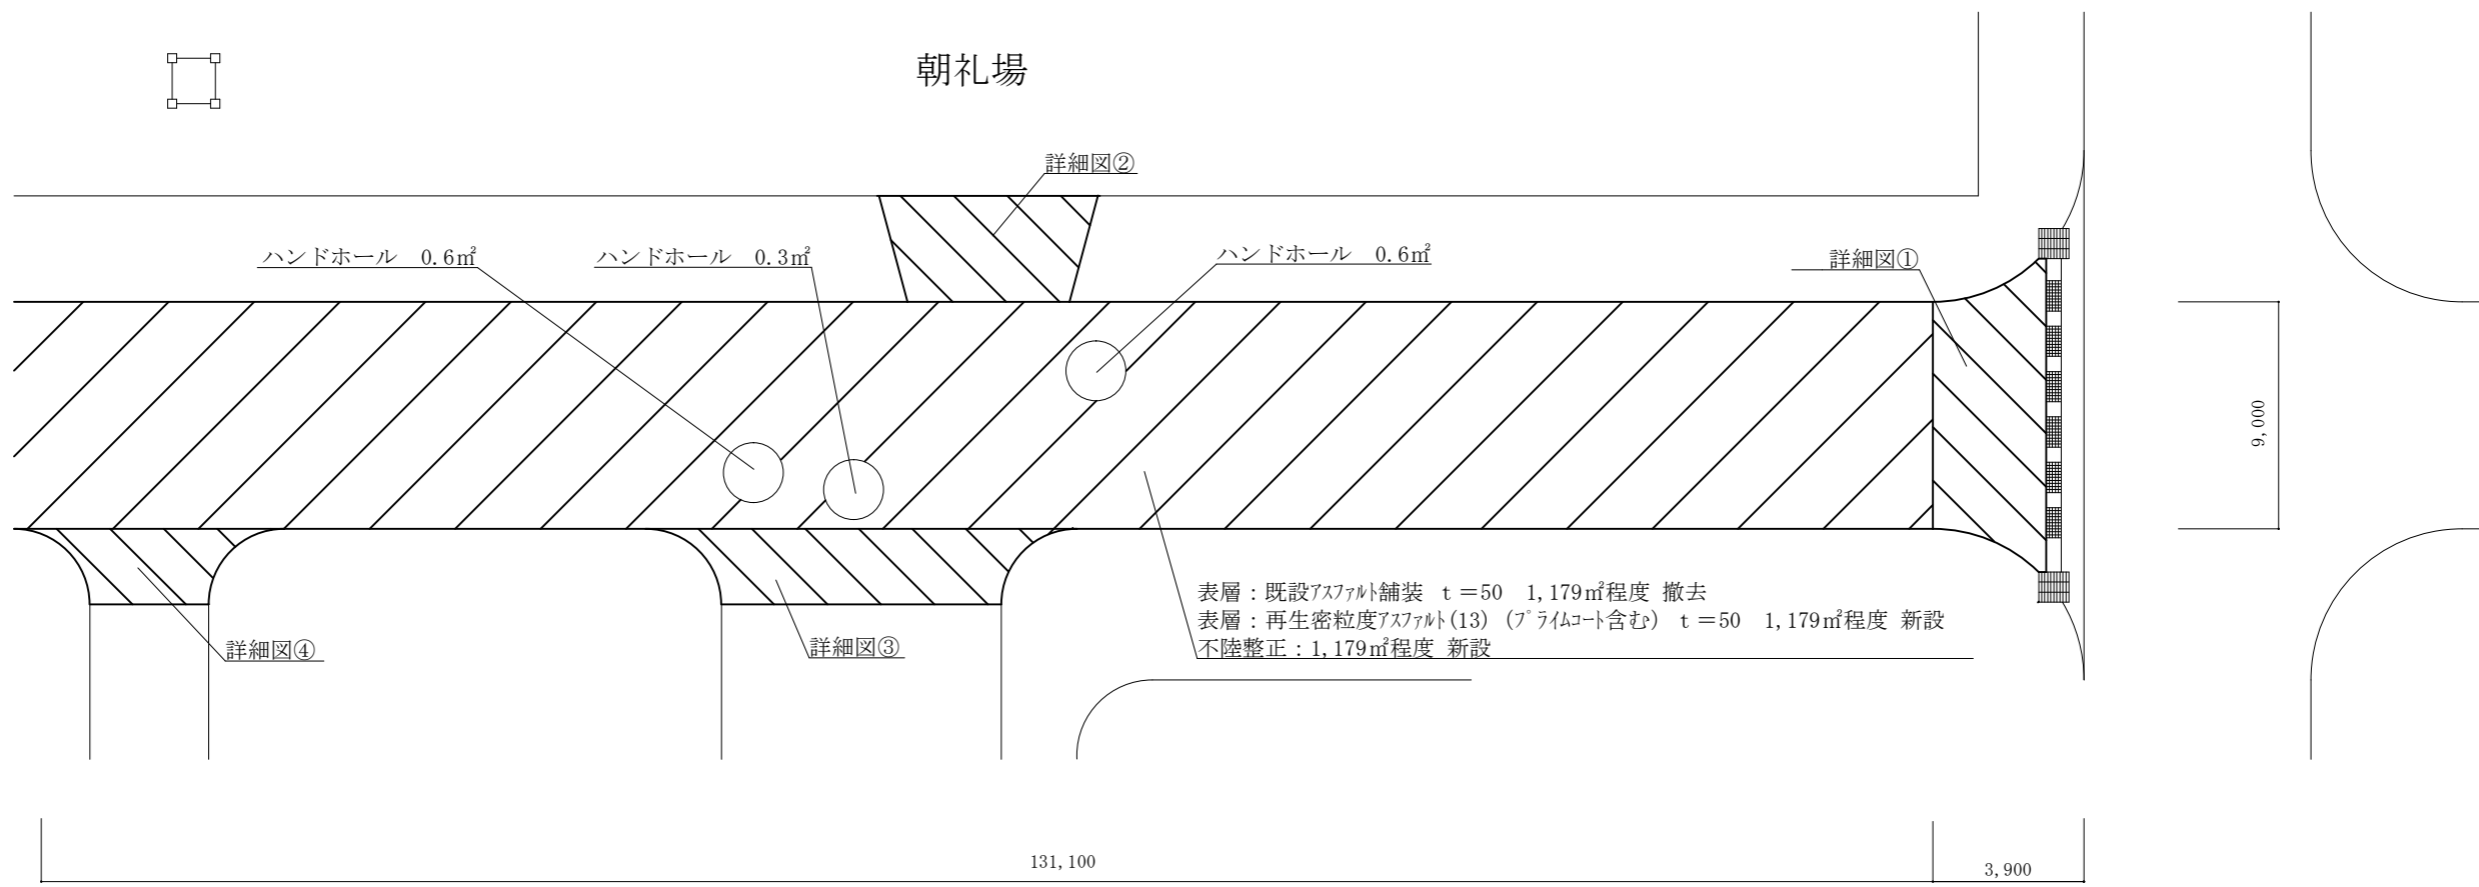 朝礼場
詳細図②
ハンドホール 0.6㎡
ハンドホール 0.3㎡
ハンドホール 0.6㎡
詳細図①
9,000
表層：既設ｱｽﾌｧﾙﾄ舗装 ｔ＝50 1,179㎡程度 撤去
表層：再生密粒度ｱｽﾌｧﾙﾄ(13) (ﾌﾟﾗｲﾑｺｰﾄ含む) ｔ＝50 1,179㎡程度 新設
不陸整正：1,179㎡程度 新設
詳細図④
詳細図③
131,100
3,900